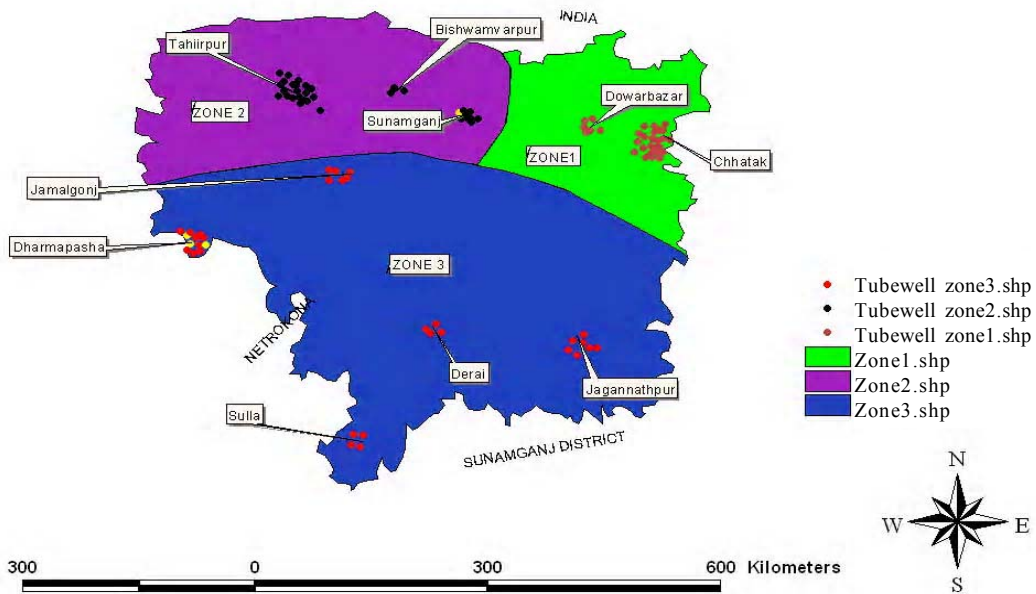 INDIA
Bishwamvarpur
Tahiirpur
Dowarbazar
ZONE 2
Sunamganj
ZONE1
Chhatak
Jamalgonj
Dharmapasha
ZONE 3
NETROKONA
Derai
Jagannathpur
Sulla
SUNAMGANJ DISTRICT
Tubewell zone3.shp
Tubewell zone2.shp
Tubewell zone1.shp
Zone1.shp
Zone2.shp
Zone3.shp
N
W E
S
300 0 300 600 Kilometers